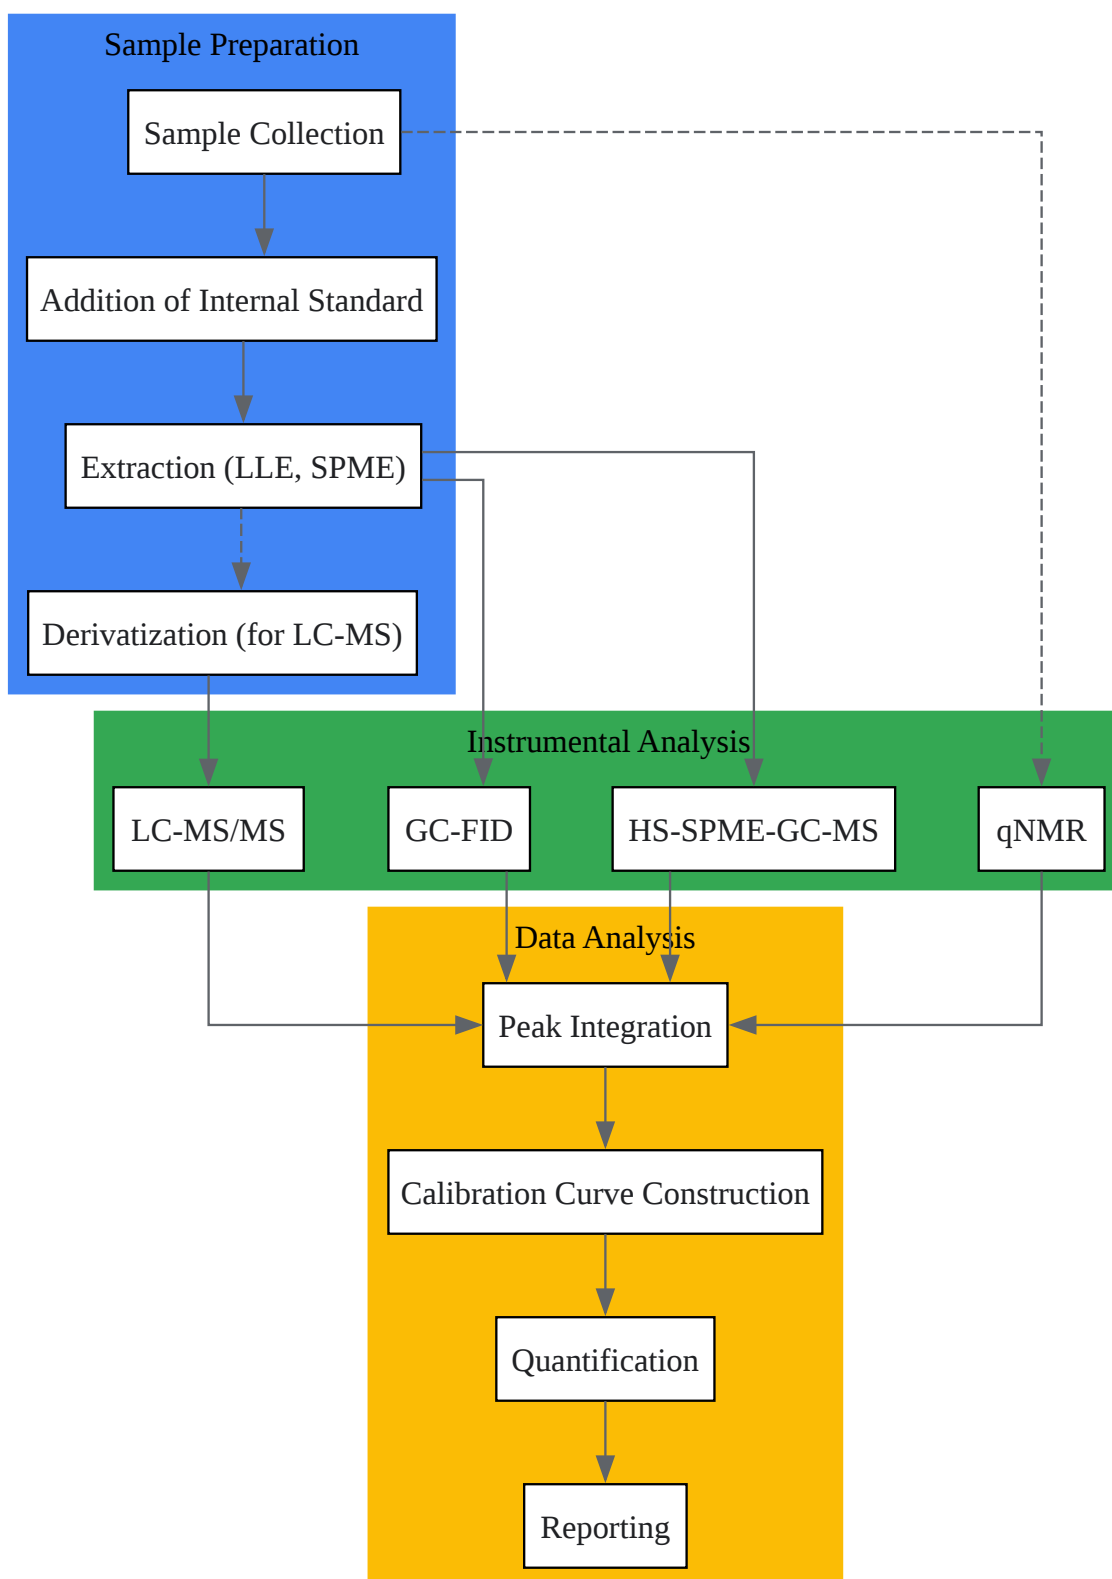 Sample Preparation
Sample Collection
Addition of Internal Standard
Extraction (LLE, SPME)
Derivatization (for LC-MS)
Instrumental Analysis
LC-MS/MS
GC-FID
HS-SPME-GC-MS
qNMR
Data Analysis
Peak Integration
Calibration Curve Construction
Quantification
Reporting